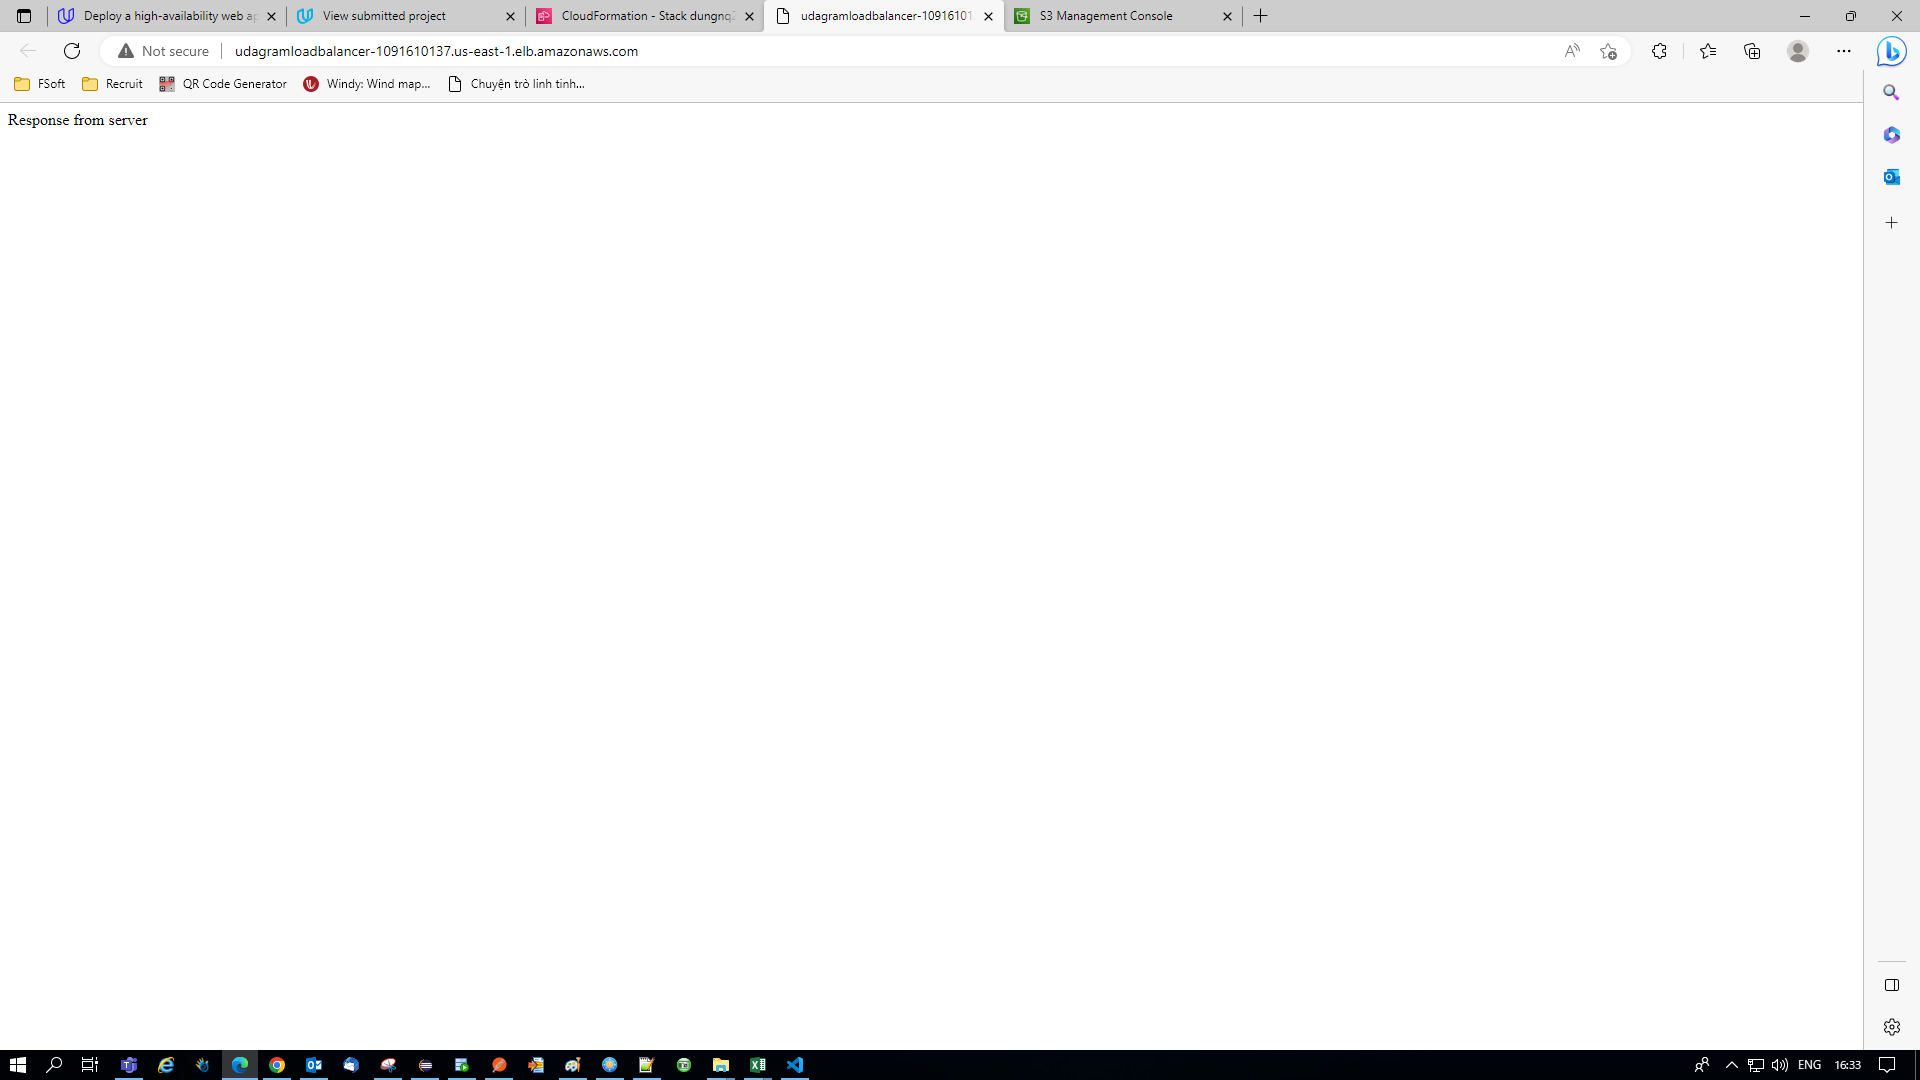 Deploy a high-availability web ap
View submitted project
CloudFormation - Stack dungnq2
udagramloadbalancer-109161013
S3 Management Console
Not secure
udagramloadbalancer-1091610137.us-east-1.elb.amazonaws.com
FSoft
Recruit
QR Code Generator
Windy: Wind map...
Chuyện trò linh tinh...
Response from server
ENG
16:33